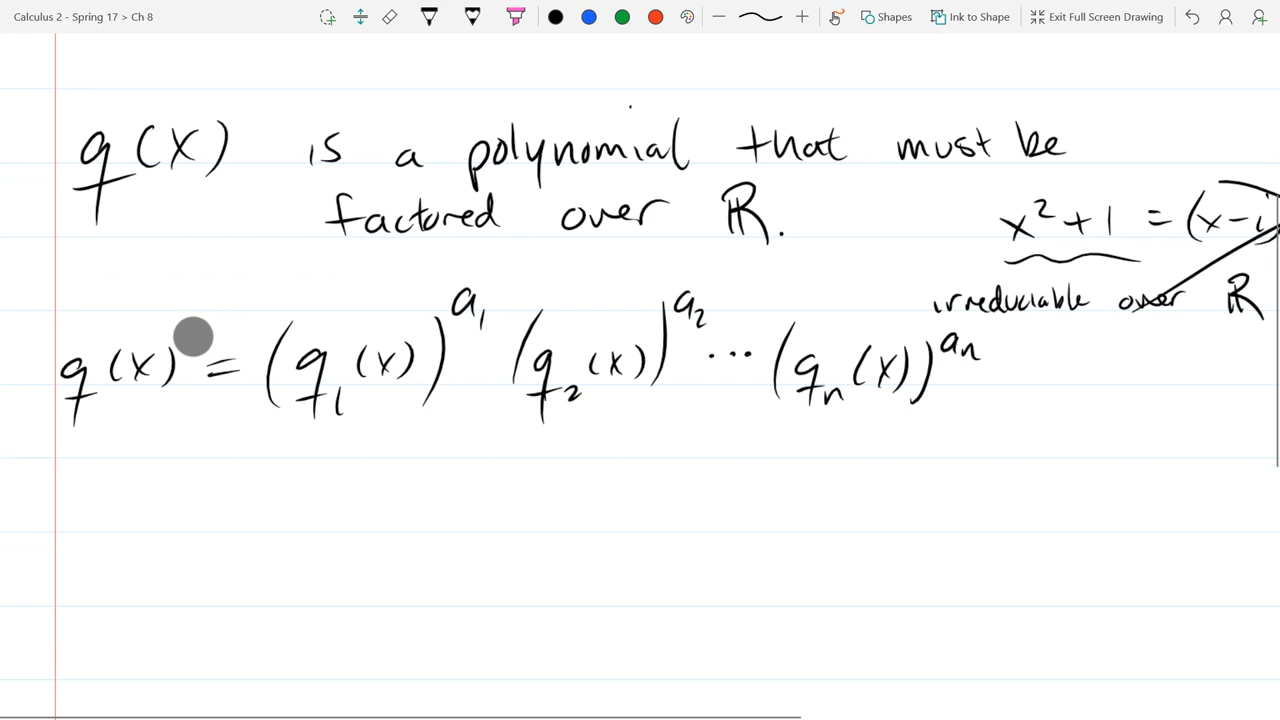 Calculus 2 - Spring 17 > Ch 8
Shapes
Ink to Shape
Exit Full Screen Drawing
q(x) is a polynomial that must be
factored over ℝ.
x² + 1 = (x - i)
irreduciable over ℝ
q(x) = (q₁(x))^a₁ (q₂(x))^a₂ ... (qₙ(x))^aₙ